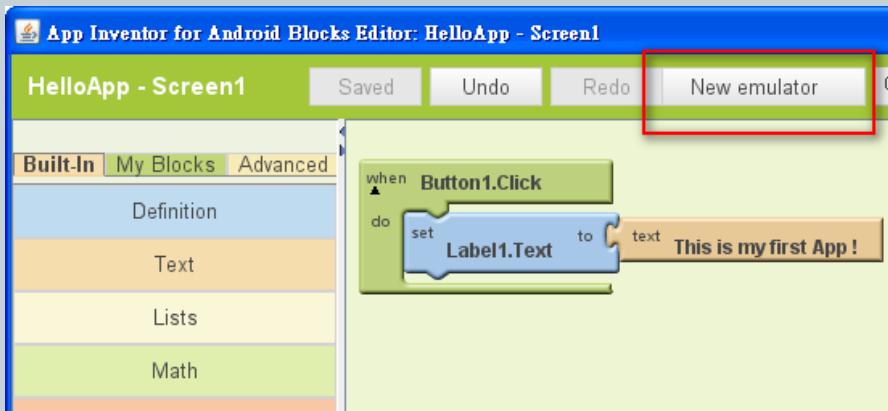 App Inventor for Android Blocks Editor: HelloApp - Screen1
HelloApp - Screen1 Saved Undo Redo New emulator
Built-In My Blocks Advanced
Definition
Text
Lists
Math
when Button1.Click
do set Label1.Text to text This is my first App !